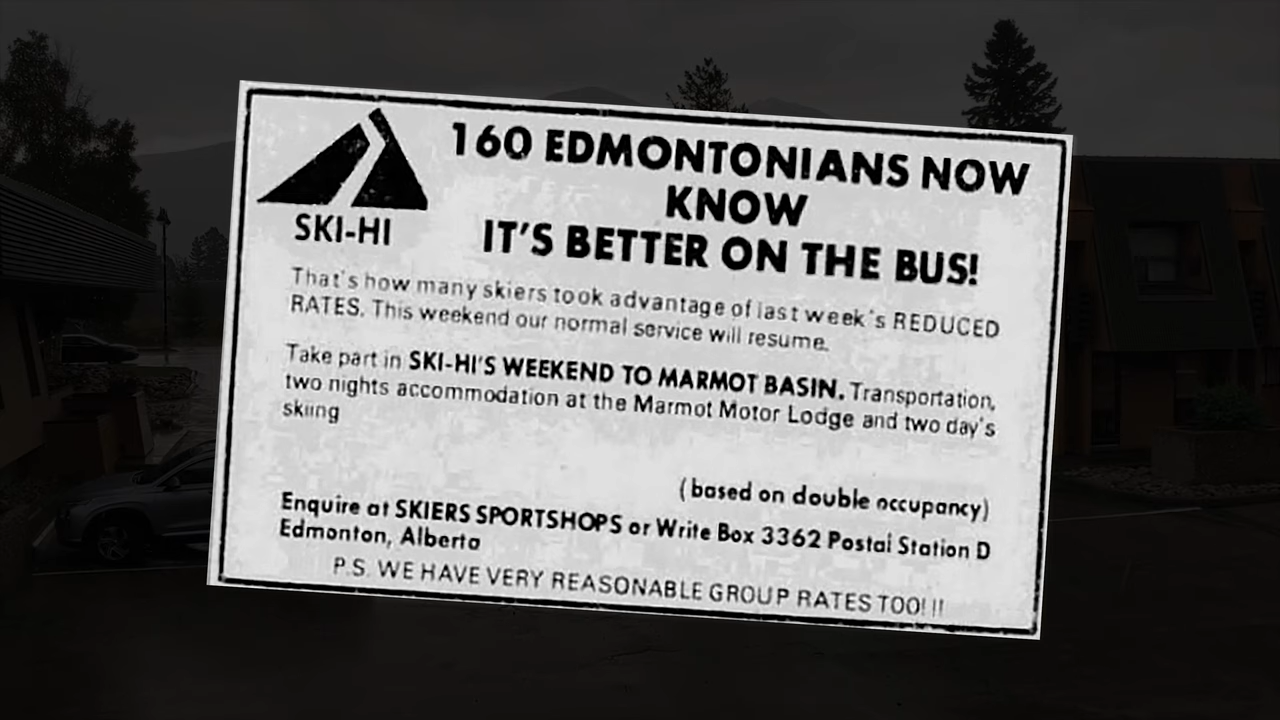 160 EDMONTONIANS NOW
KNOW
IT'S BETTER ON THE BUS!
SKI-HI
That's how many skiers took advantage of last week's REDUCED
RATES. This weekend our normal service will resume.
Take part in SKI-HI'S WEEKEND TO MARMOT BASIN. Transportation,
two nights accommodation at the Marmot Motor Lodge and two day's
skiing
(based on double occupancy)
Enquire at SKIERS SPORTSHOPS or Write Box 3362 Postal Station D
Edmonton, Alberta
P.S. WE HAVE VERY REASONABLE GROUP RATES TOO!!!